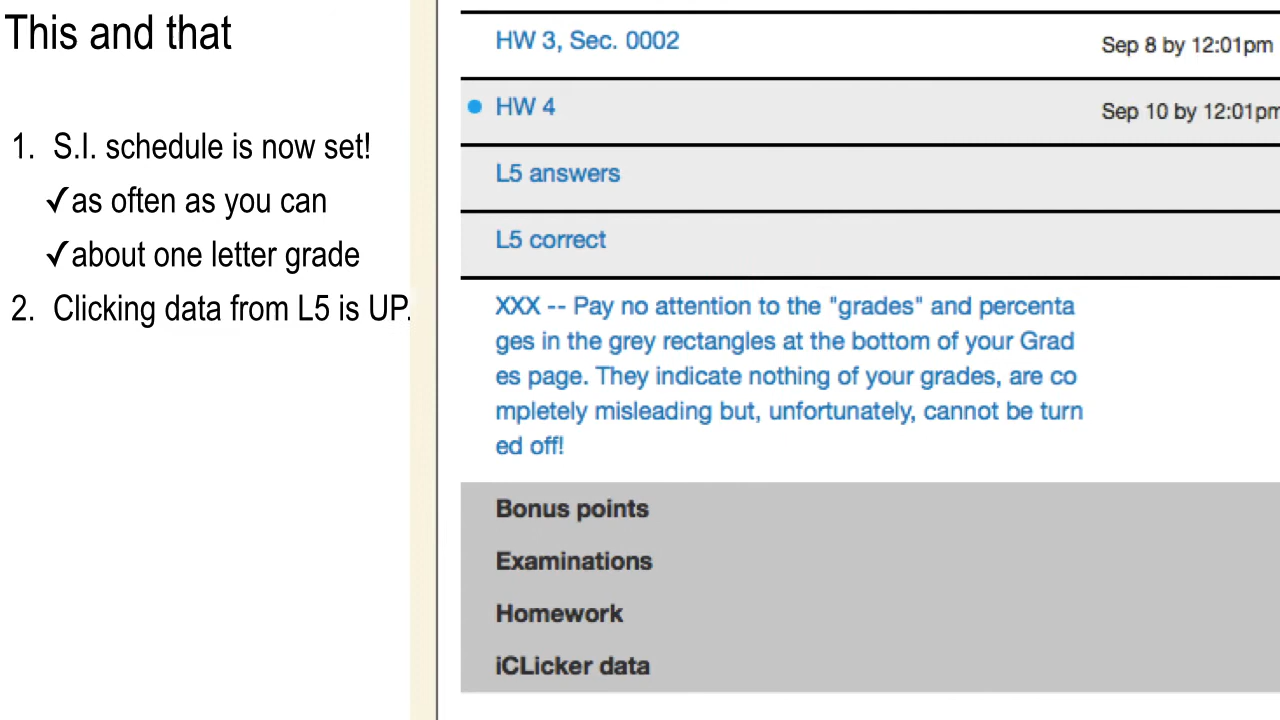 This and that
1. S.I. schedule is now set!
✓as often as you can
✓about one letter grade
2. Clicking data from L5 is UP.
HW 3, Sec. 0002
Sep 8 by 12:01pm
HW 4
Sep 10 by 12:01pm
L5 answers
L5 correct
XXX -- Pay no attention to the "grades" and percenta
ges in the grey rectangles at the bottom of your Grad
es page. They indicate nothing of your grades, are co
mpletely misleading but, unfortunately, cannot be turn
ed off!
Bonus points
Examinations
Homework
iCLicker data